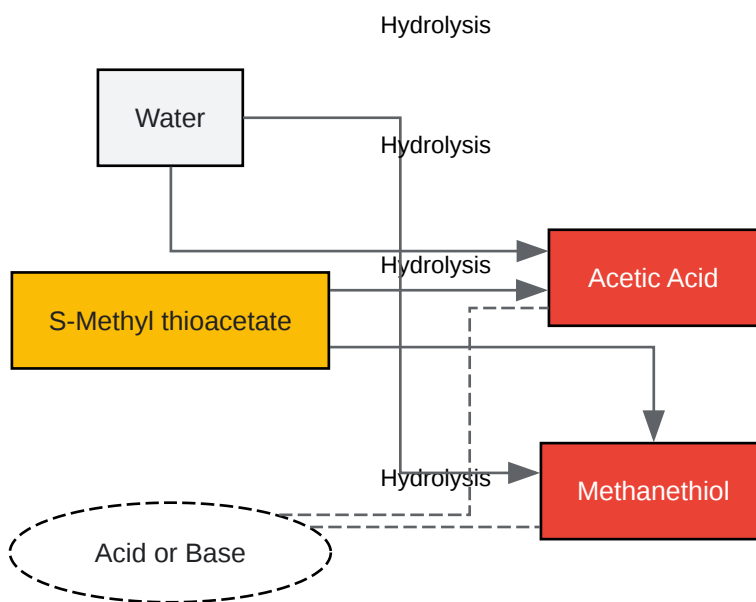 Hydrolysis
Water
Hydrolysis
Hydrolysis
Acetic Acid
S-Methyl thioacetate
Hydrolysis
Methanethiol
Acid or Base